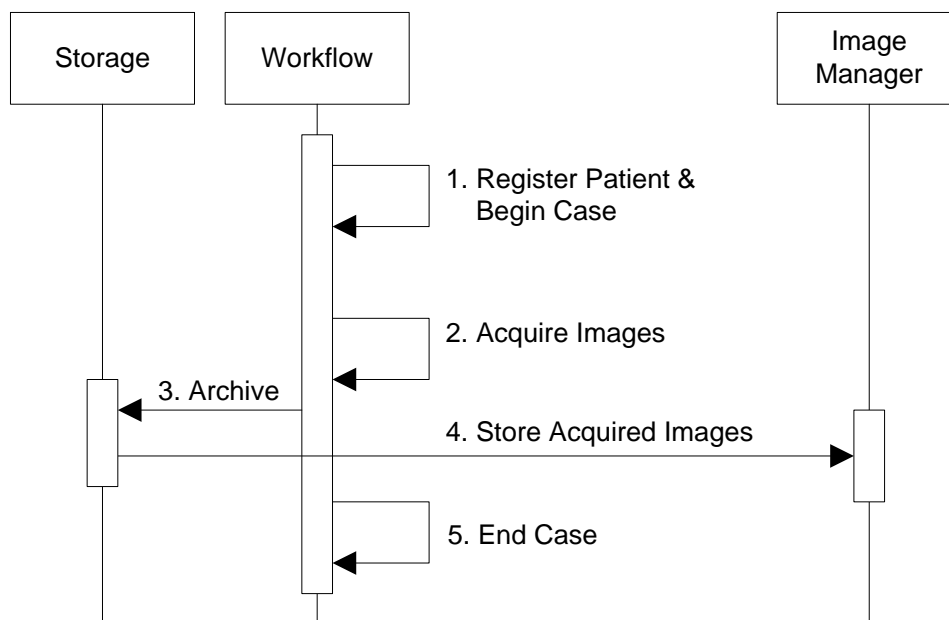 Storage
Workflow
Image
Manager
1. Register Patient &
Begin Case
2. Acquire Images
3. Archive
4. Store Acquired Images
5. End Case